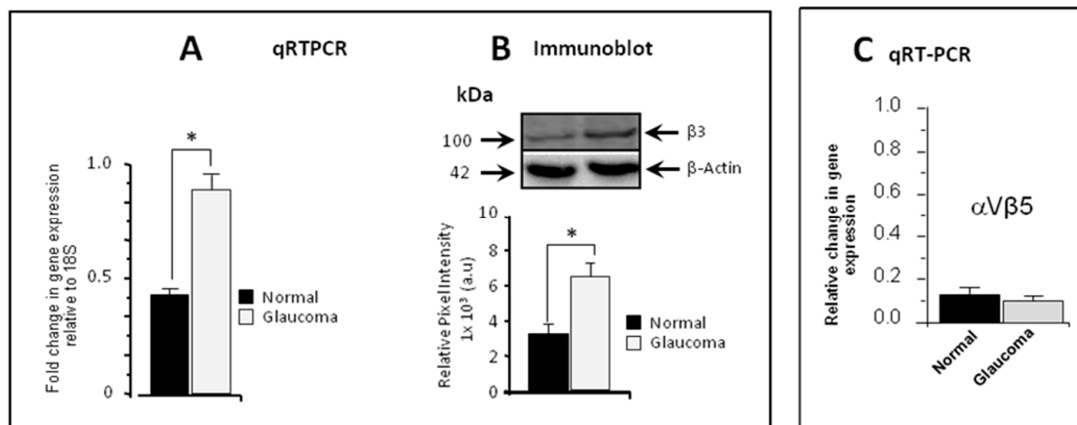 A qRTPCR
*
Fold change in gene expression
relative to 18S
1.0
0.5
0
Normal
Glaucoma
B Immunoblot
kDa
100
42
β3
β-Actin
*
Relative Pixel Intensity
1x 10³ (a.u)
10
8
6
4
2
0
Normal
Glaucoma
C qRT-PCR
Relative change in gene
expression
1.0
0.8
0.6
0.4
0.2
0.0
αVβ5
Normal
Glaucoma